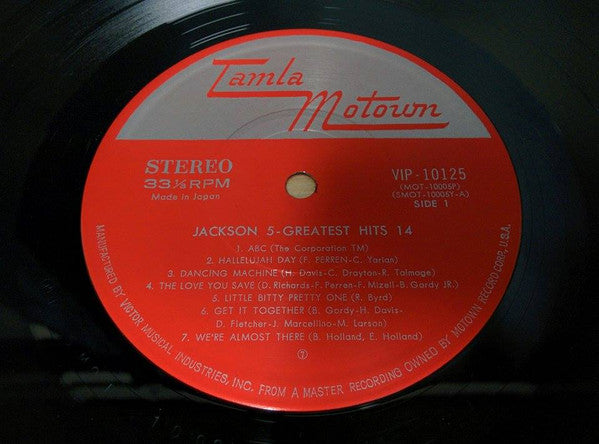 Tamla
Motown
STEREO
33⅓RPM
Made in Japan
VIP-10125
(MOT-10005P)
(SMOT-10005Y-A)
SIDE 1
JACKSON 5-GREATEST HITS 14
1. ABC (The Corporation TM)
2. HALLELUJAH DAY (F. PERREN-C. Yarian)
3. DANCING MACHINE (H. Davis-C. Drayton-R. Talmage)
4. THE LOVE YOU SAVE (D. Richards-F. Perren-F. Mizell-B. Gardy JR.)
5. LITTLE BITTY PRETTY ONE (R. Byrd)
6. GET IT TOGETHER (B. Gordy-H. Davis-
D. Fletcher-J. Marcellino-M. Larson)
7. WE'RE ALMOST THERE (B. Holland, E. Holland)
MANUFACTURED BY VICTOR MUSICAL INDUSTRIES, INC. FROM A MASTER RECORDING OWNED BY MOTOWN RECORD CORP, U.S.A.